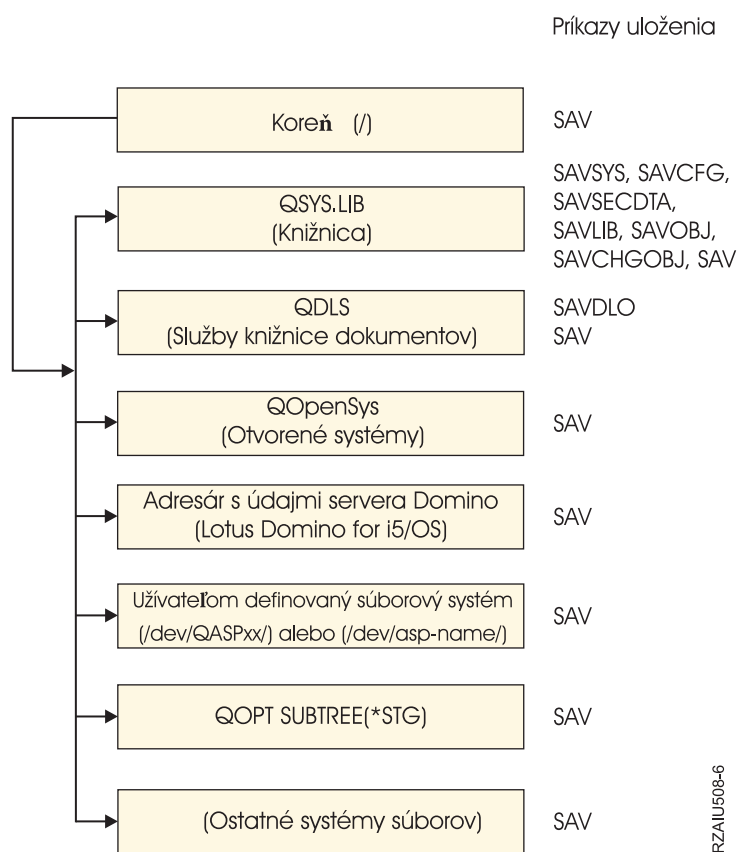 Príkazy uloženia
Koreň (/)
SAV
QSYS.LIB
(Knižnica)
SAVSYS, SAVCFG,
SAVSECDTA,
SAVLIB, SAVOBJ,
SAVCHGOBJ, SAV
QDLS
(Služby knižnice dokumentov)
SAVDLO
SAV
QOpenSys
(Otvorené systémy)
SAV
Adresár s údajmi servera Domino
(Lotus Domino for i5/OS)
SAV
Užívateľom definovaný súborový systém
(/dev/QASPxx/) alebo (/dev/asp-name/)
SAV
QOPT SUBTREE(*STG)
SAV
(Ostatné systémy súborov)
SAV
RZAIU508-6